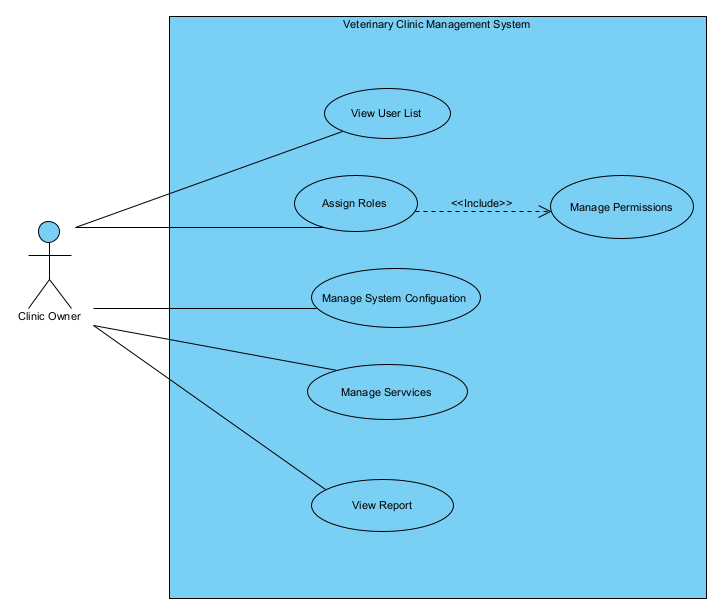 Veterinary Clinic Management System
View User List
Assign Roles
<<Include>>
Manage Permissions
Clinic Owner
Manage System Configuation
Manage Servvices
View Report